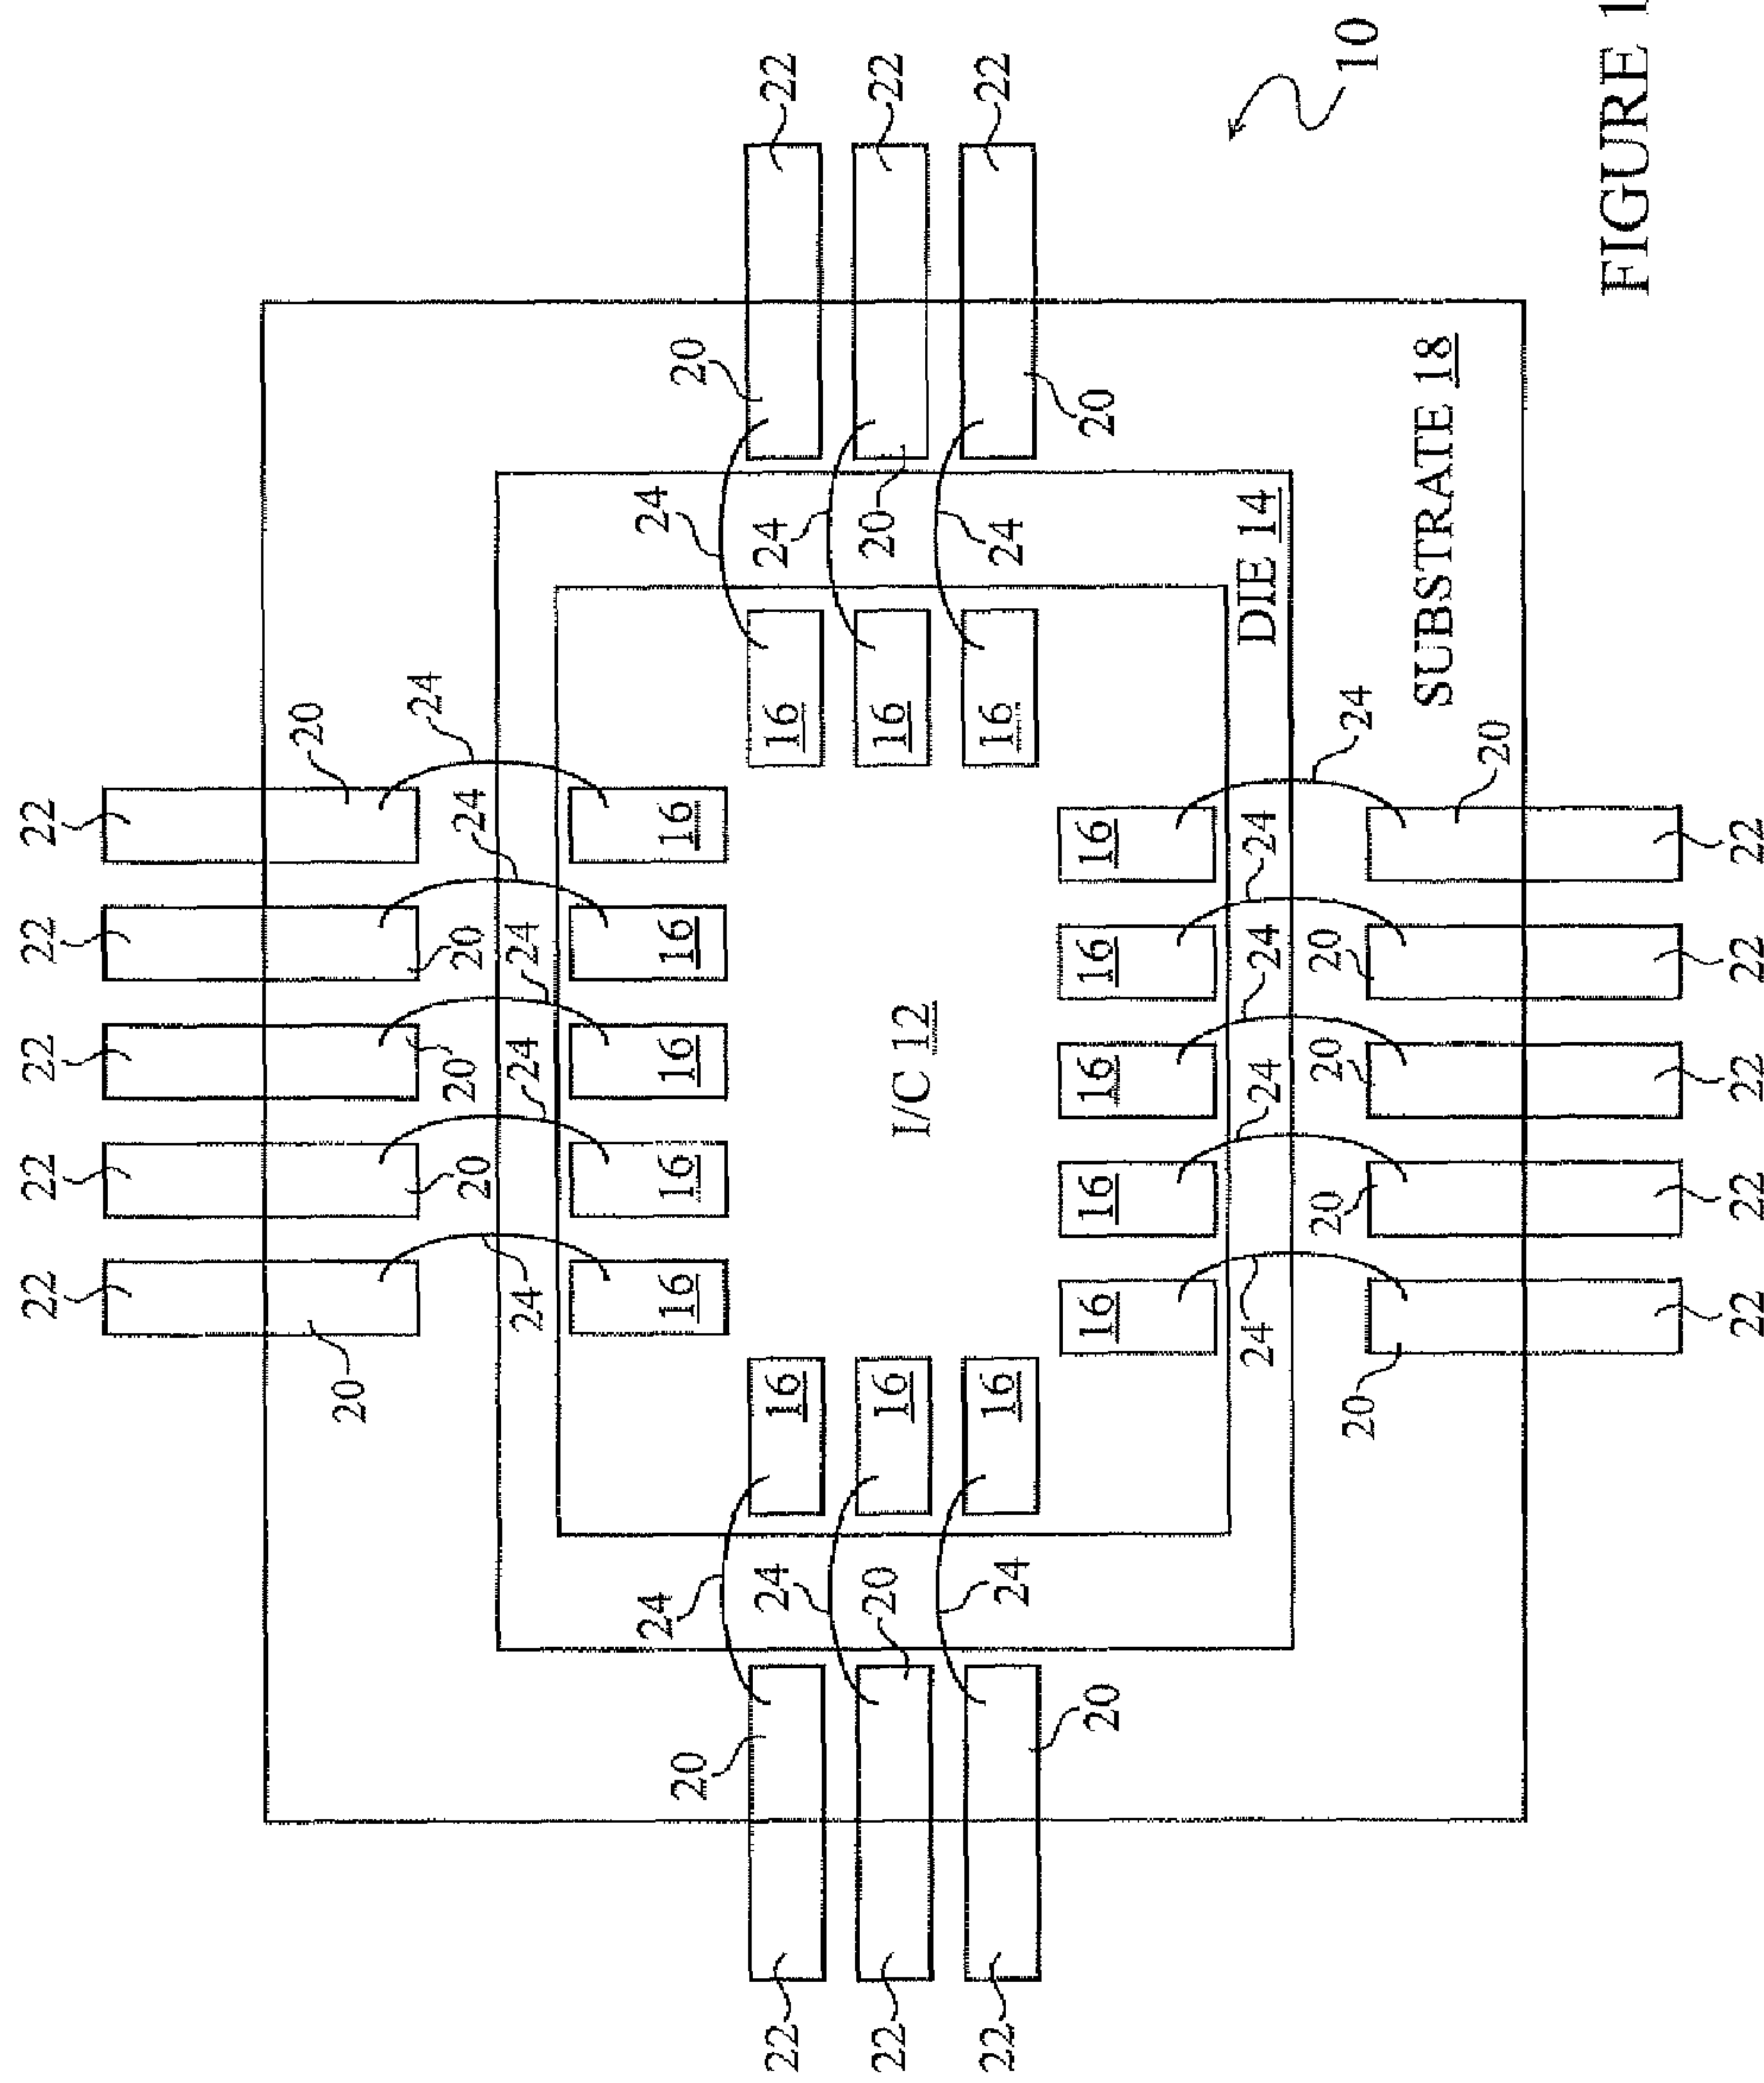 22 22 22 22 22
20
24
20
20 20 20 24
24 24 24
24 16 16 16 16 16 24
20 20
24 24
22 16 16 22
22 20 16 16 20 22
I/C 12
22 24 16 16 24 22
20 16 16 16 16 16 20
24 24 24 24 DIE 14
20 20 20
20 24 10
SUBSTRATE 18
20
FIGURE 1
22 22 22 22 22